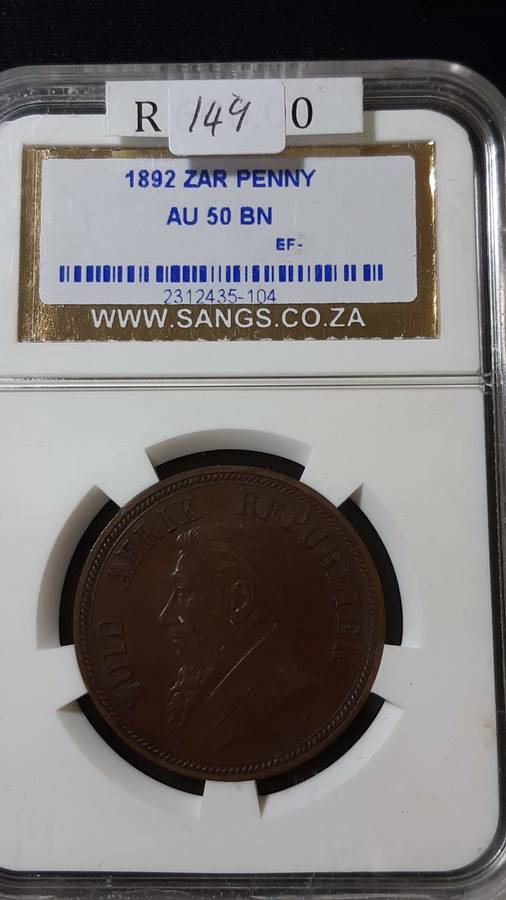 R 149 0
1892 ZAR PENNY
AU 50 BN
EF-
2312435-104
WWW.SANGS.CO.ZA
ZUID AFRIK REPUBLIEK